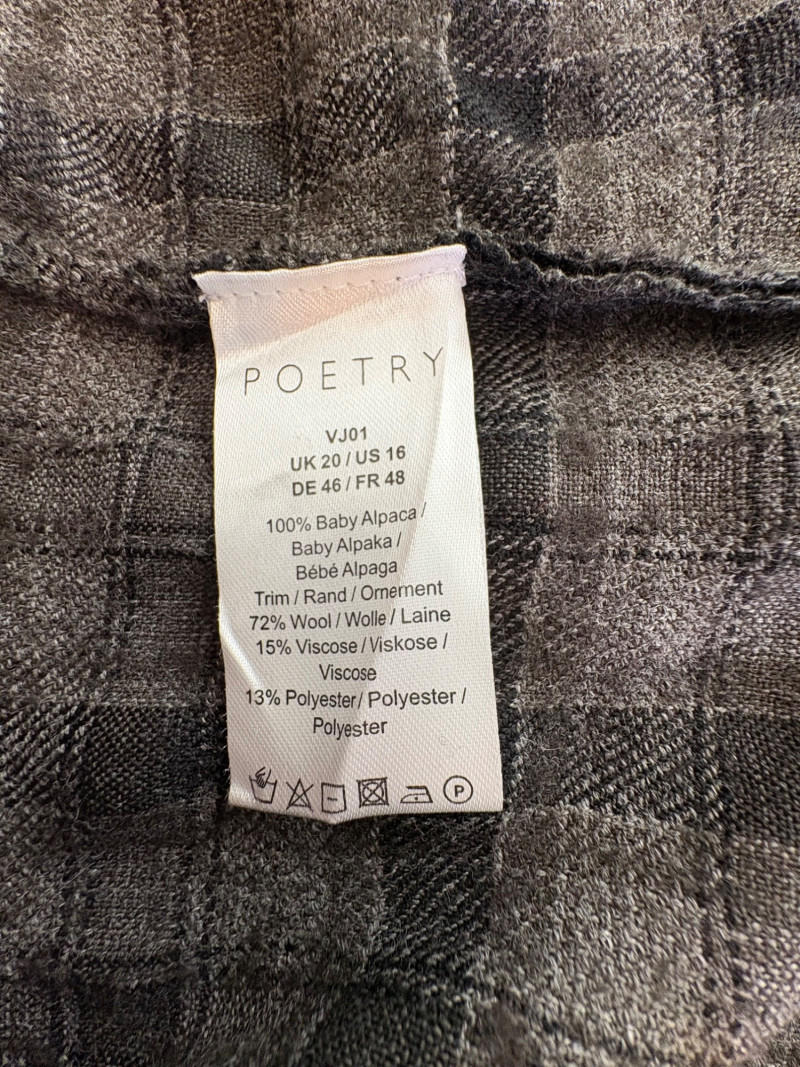 POETRY
VJ01
UK 20 / US 16
DE 46 / FR 48
100% Baby Alpaca /
Baby Alpaka /
Bébé Alpaga
Trim / Rand / Ornement
72% Wool / Wolle / Laine
15% Viscose / Viskose /
Viscose
13% Polyester / Polyester /
Polyester
P